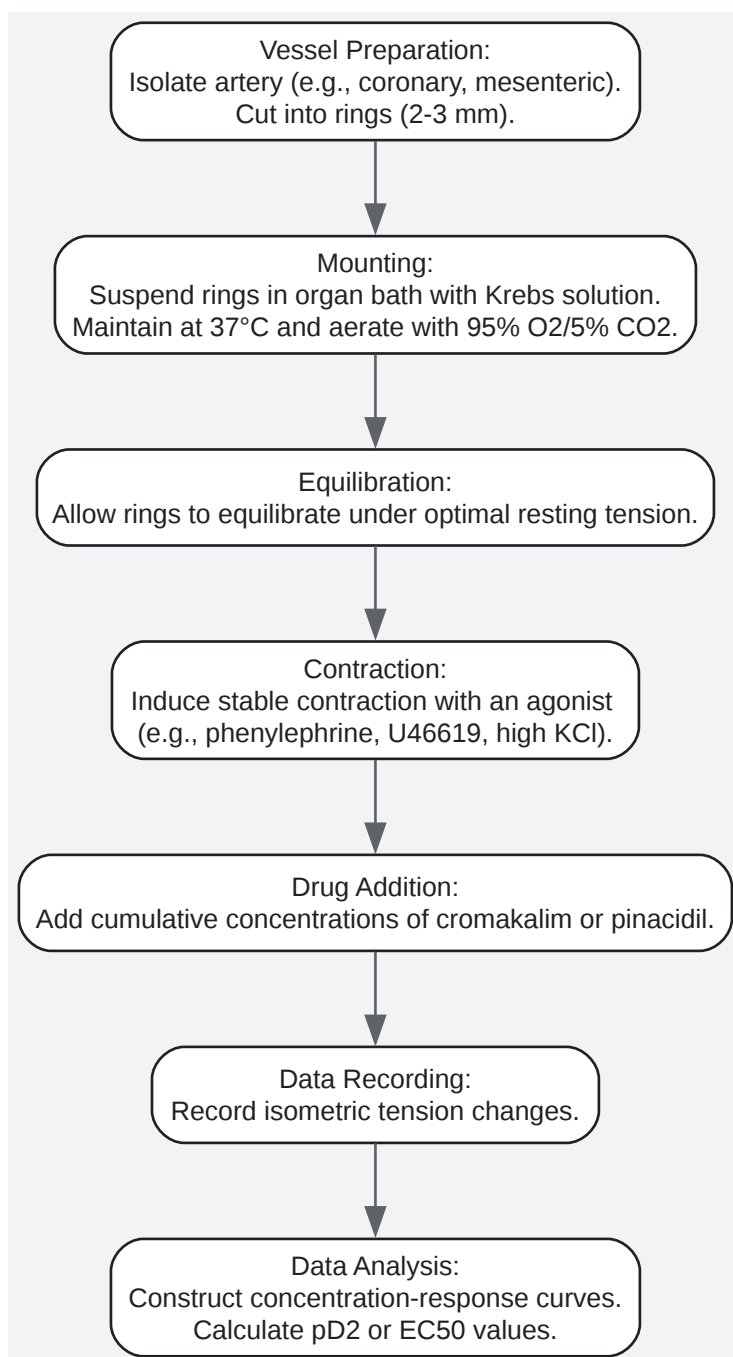 Vessel Preparation:
Isolate artery (e.g., coronary, mesenteric).
Cut into rings (2-3 mm).
Mounting:
Suspend rings in organ bath with Krebs solution.
Maintain at 37°C and aerate with 95% O2/5% CO2.
Equilibration:
Allow rings to equilibrate under optimal resting tension.
Contraction:
Induce stable contraction with an agonist
(e.g., phenylephrine, U46619, high KCl).
Drug Addition:
Add cumulative concentrations of cromakalim or pinacidil.
Data Recording:
Record isometric tension changes.
Data Analysis:
Construct concentration-response curves.
Calculate pD2 or EC50 values.